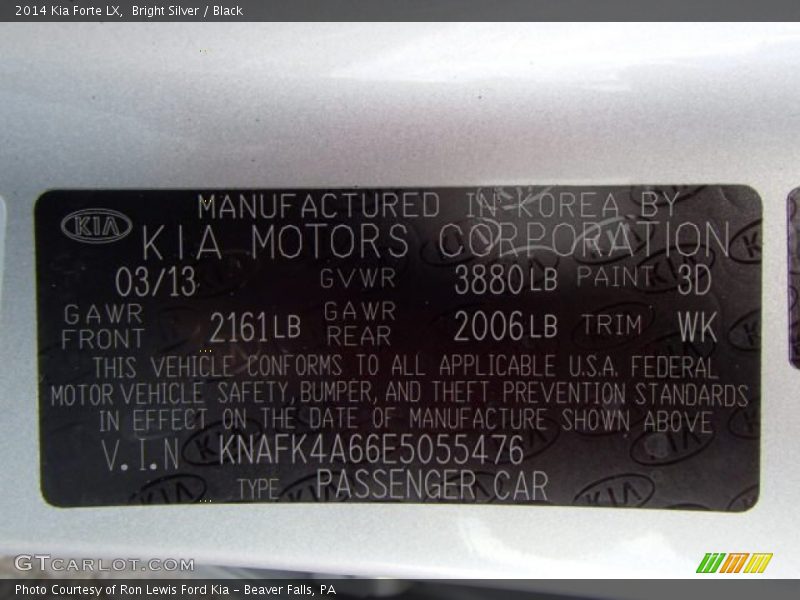 2014 Kia Forte LX,  Bright Silver / Black
MANUFACTURED IN KOREA BY
KIA KIA MOTORS CORPORATION
03/13 GVWR 3880LB PAINT 3D
GAWR FRONT 2161LB GAWR REAR 2006LB TRIM WK
THIS VEHICLE CONFORMS TO ALL APPLICABLE U.S.A. FEDERAL
MOTOR VEHICLE SAFETY, BUMPER, AND THEFT PREVENTION STANDARDS
IN EFFECT ON THE DATE OF MANUFACTURE SHOWN ABOVE
V.I.N KNAFK4A66E5055476
TYPE PASSENGER CAR
GTCARLOT.COM
Photo Courtesy of Ron Lewis Ford Kia - Beaver Falls, PA